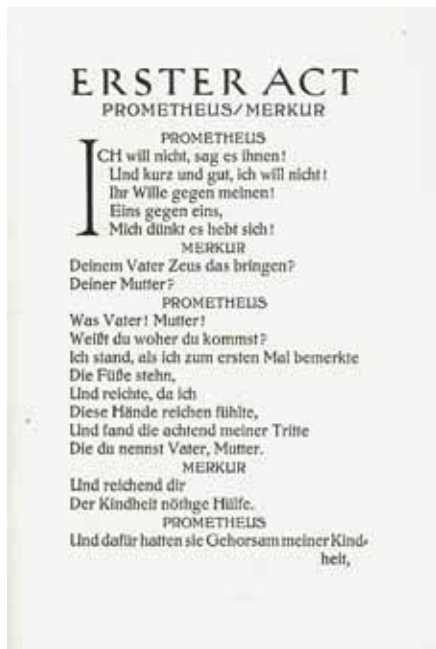 ERSTER ACT
PROMETHEUS/MERKUR
PROMETHEUS
ICH will nicht, sag es ihnen!
Und kurz und gut, ich will nicht!
Ihr Wille gegen meinen!
Eins gegen eins,
Mich dünkt es hebt sich!
MERKUR
Deinem Vater Zeus das bringen?
Deiner Mutter?
PROMETHEUS
Was Vater! Mutter!
Weißt du woher du kommst?
Ich stand, als ich zum ersten Mal bemerkte
Die Füße stehn,
Und reichte, da ich
Diese Hände reichen fühlte,
Und fand die achtend meiner Tritte
Die du nennst Vater, Mutter.
MERKUR
Und reichend dir
Der Kindheit nöthge Hülfe.
PROMETHEUS
Und dafür hatten sie Gehorsam meiner Kind-
heit,